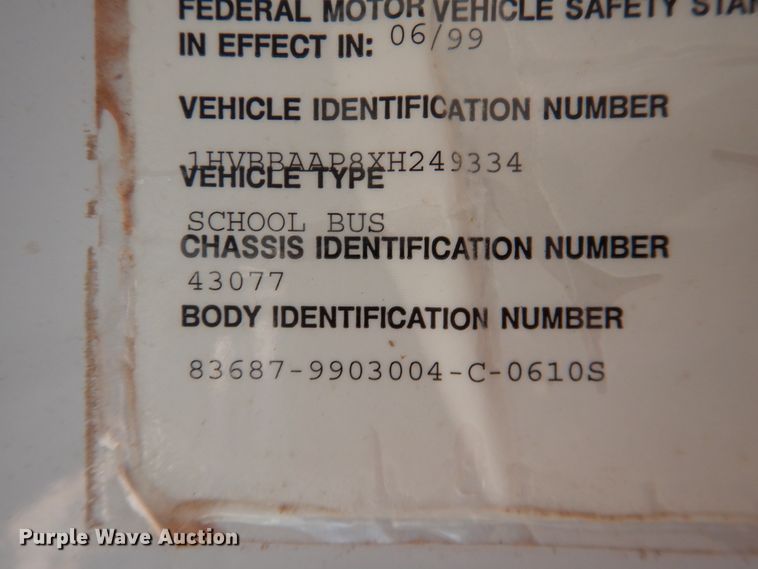 FEDERAL MOTOR VEHICLE SAFETY STAN
IN EFFECT IN: 06/99
VEHICLE IDENTIFICATION NUMBER
1HVBBAAP8XH249334
VEHICLE TYPE
SCHOOL BUS
CHASSIS IDENTIFICATION NUMBER
43077
BODY IDENTIFICATION NUMBER
83687-9903004-C-0610S
Purple Wave Auction